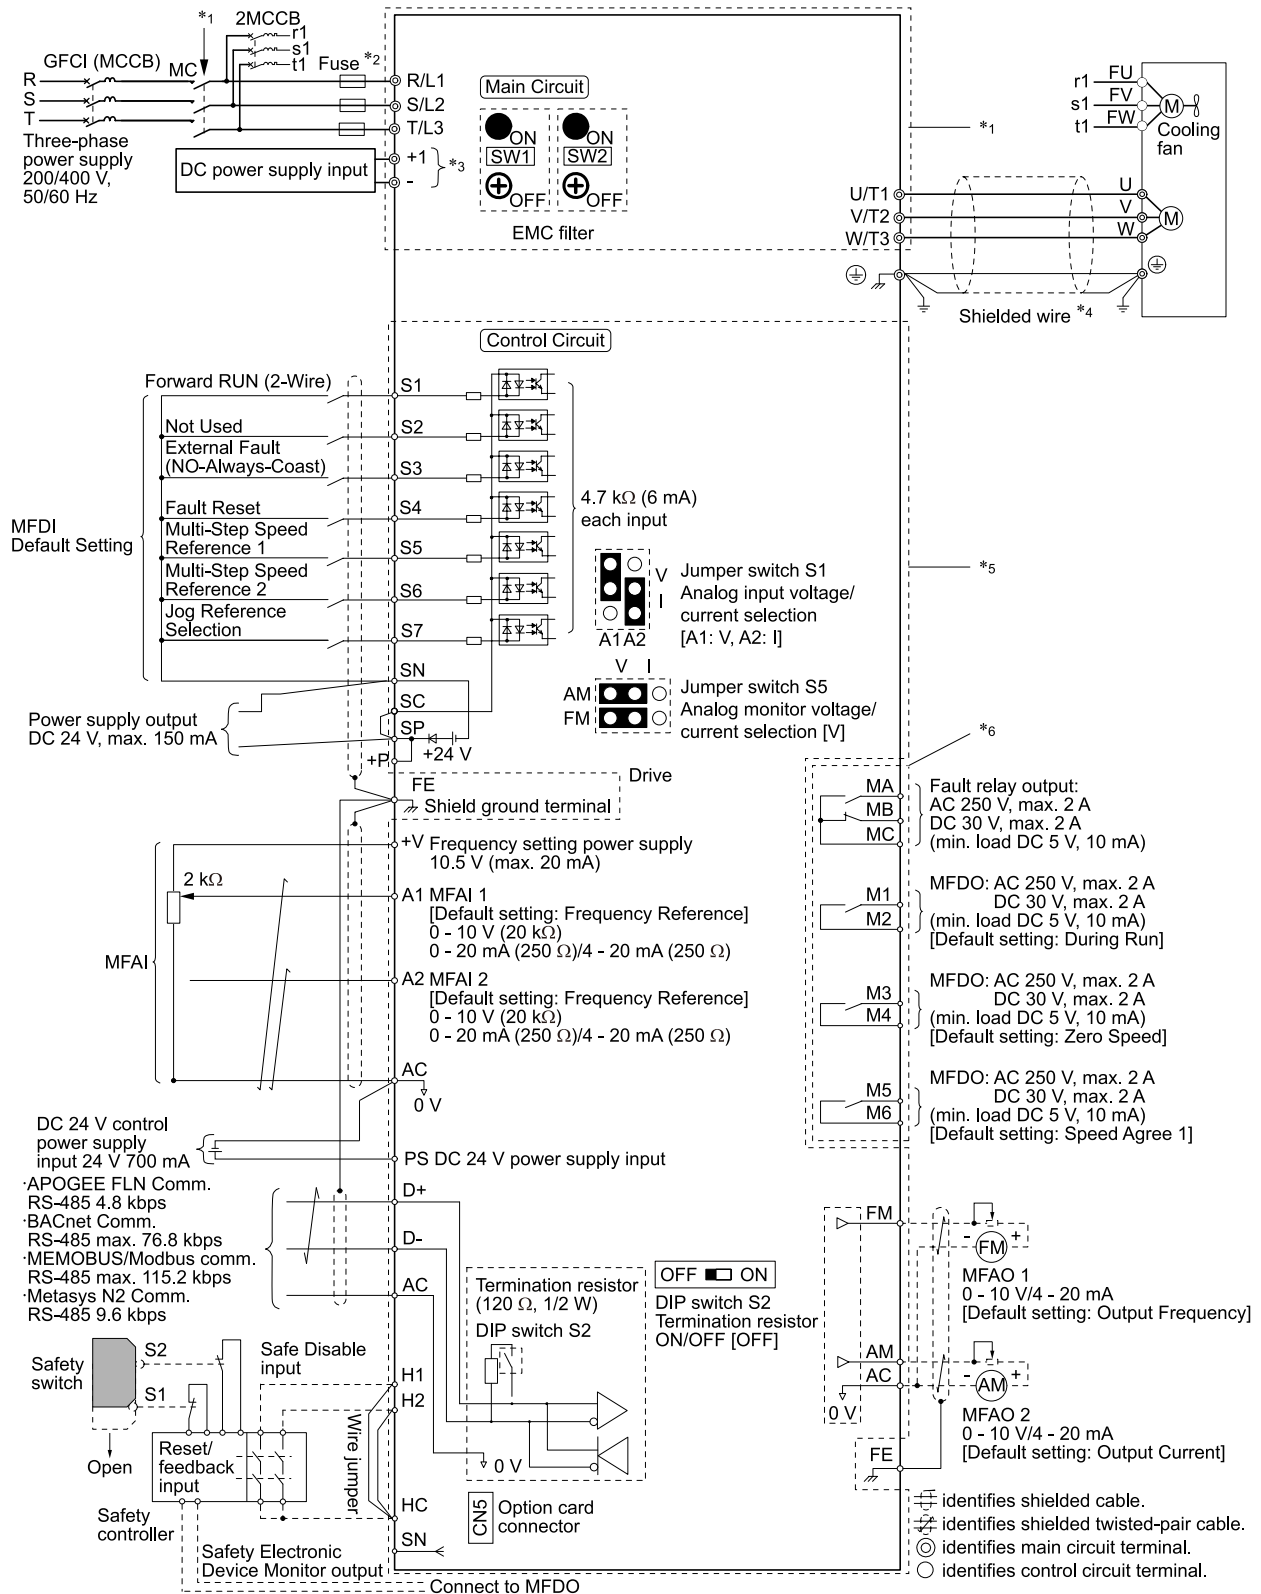 *1
2MCCB
r1
s1
t1
GFCI (MCCB)
MC
Fuse *2
R
S
T
Three-phase
power supply
200/400 V,
50/60 Hz
R/L1
S/L2
T/L3
DC power supply input
+1
-
*3
Main Circuit
ON
SW1
OFF
ON
SW2
OFF
EMC filter
*1
r1
FU
s1
FV
t1
FW
M
Cooling
fan
U/T1
V/T2
W/T3
U
V
W
M
Shielded wire *4
Control Circuit
MFDI
Default Setting
Forward RUN (2-Wire)
S1
Not Used
S2
External Fault
(NO-Always-Coast)
S3
Fault Reset
S4
Multi-Step Speed
Reference 1
S5
Multi-Step Speed
Reference 2
S6
Jog Reference
Selection
S7
4.7 kΩ (6 mA)
each input
V
I
A1 A2
Jumper switch S1
Analog input voltage/
current selection
[A1: V, A2: I]
V I
AM
FM
Jumper switch S5
Analog monitor voltage/
current selection [V]
*5
*6
SN
SC
SP
+P
+24 V
Power supply output
DC 24 V, max. 150 mA
Drive
FE
Shield ground terminal
MFAI
2 kΩ
+V Frequency setting power supply
10.5 V (max. 20 mA)
A1 MFAI 1
[Default setting: Frequency Reference]
0 - 10 V (20 kΩ)
0 - 20 mA (250 Ω)/4 - 20 mA (250 Ω)
A2 MFAI 2
[Default setting: Frequency Reference]
0 - 10 V (20 kΩ)
0 - 20 mA (250 Ω)/4 - 20 mA (250 Ω)
AC
0 V
MA
MB
MC
Fault relay output:
AC 250 V, max. 2 A
DC 30 V, max. 2 A
(min. load DC 5 V, 10 mA)
M1
M2
MFDO: AC 250 V, max. 2 A
DC 30 V, max. 2 A
(min. load DC 5 V, 10 mA)
[Default setting: During Run]
M3
M4
MFDO: AC 250 V, max. 2 A
DC 30 V, max. 2 A
(min. load DC 5 V, 10 mA)
[Default setting: Zero Speed]
M5
M6
MFDO: AC 250 V, max. 2 A
DC 30 V, max. 2 A
(min. load DC 5 V, 10 mA)
[Default setting: Speed Agree 1]
DC 24 V control
power supply
input 24 V 700 mA
PS DC 24 V power supply input
·APOGEE FLN Comm.
RS-485 4.8 kbps
·BACnet Comm.
RS-485 max. 76.8 kbps
·MEMOBUS/Modbus comm.
RS-485 max. 115.2 kbps
·Metasys N2 Comm.
RS-485 9.6 kbps
D+
D-
AC
Termination resistor
(120 Ω, 1/2 W)
DIP switch S2
0 V
OFF ON
DIP switch S2
Termination resistor
ON/OFF [OFF]
FM
- +
FM
MFAO 1
0 - 10 V/4 - 20 mA
[Default setting: Output Frequency]
AM
AC
0 V
- +
AM
MFAO 2
0 - 10 V/4 - 20 mA
[Default setting: Output Current]
FE
Safety
switch
S2
S1
Open
Safe Disable
input
Reset/
feedback
input
Safety
controller
H1
H2
Wire jumper
HC
SN
CN5
Option card
connector
Safety Electronic
Device Monitor output
Connect to MFDO
identifies shielded cable.
identifies shielded twisted-pair cable.
identifies main circuit terminal.
identifies control circuit terminal.